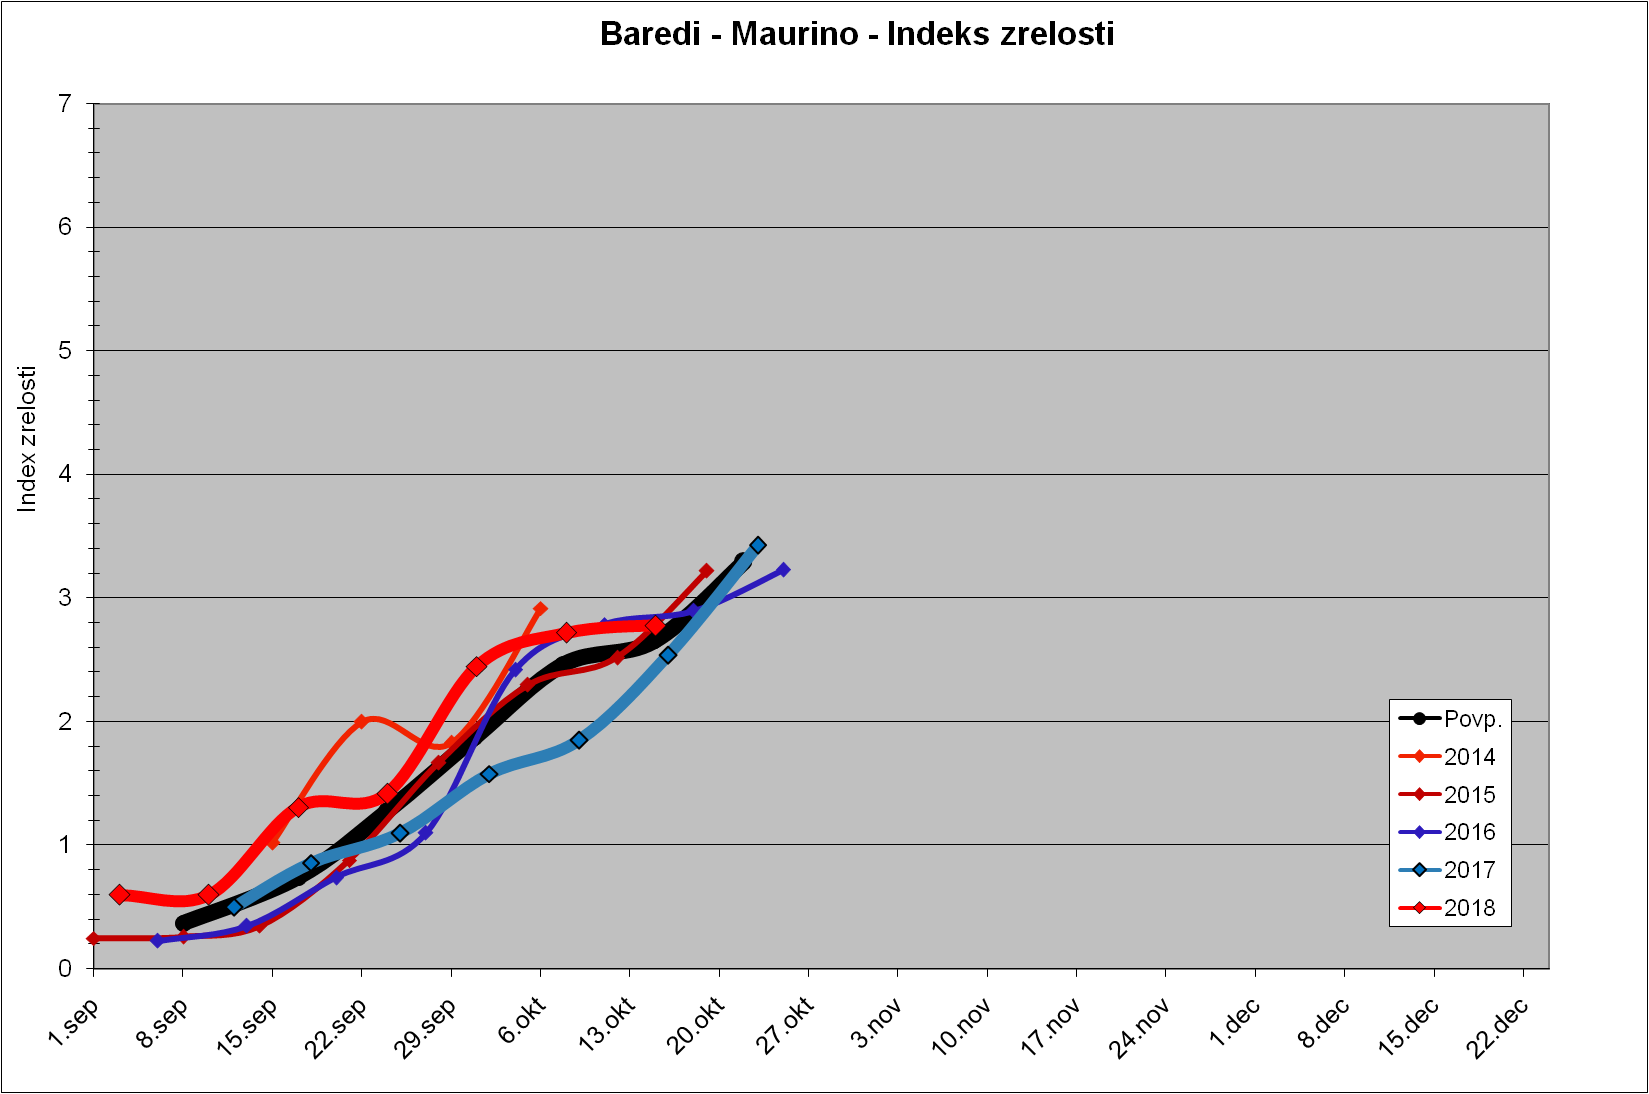 Baredi - Maurino - Indeks zrelosti
Index zrelosti
7
6
5
4
3
2
1
0
1.sep
8.sep
15.sep
22.sep
29.sep
6.okt
13.okt
20.okt
27.okt
3.nov
10.nov
17.nov
24.nov
1.dec
8.dec
15.dec
22.dec
Povp.
2014
2015
2016
2017
2018